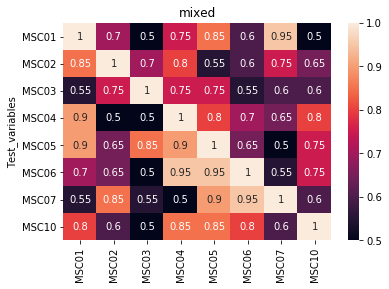 mixed
MSC01 1 0.7 0.5 0.75 0.85 0.6 0.95 0.5
MSC02 0.85 1 0.7 0.8 0.55 0.6 0.75 0.65
MSC03 0.55 0.75 1 0.75 0.75 0.55 0.6 0.6
MSC04 0.9 0.5 0.5 1 0.8 0.7 0.65 0.8
MSC05 0.9 0.65 0.85 0.9 1 0.65 0.5 0.75
MSC06 0.7 0.65 0.5 0.95 0.95 1 0.55 0.75
MSC07 0.55 0.85 0.55 0.5 0.9 0.95 1 0.6
MSC10 0.8 0.6 0.5 0.85 0.85 0.8 0.6 1
MSC01 MSC02 MSC03 MSC04 MSC05 MSC06 MSC07 MSC10
Test_variables
1.0
0.9
0.8
0.7
0.6
0.5